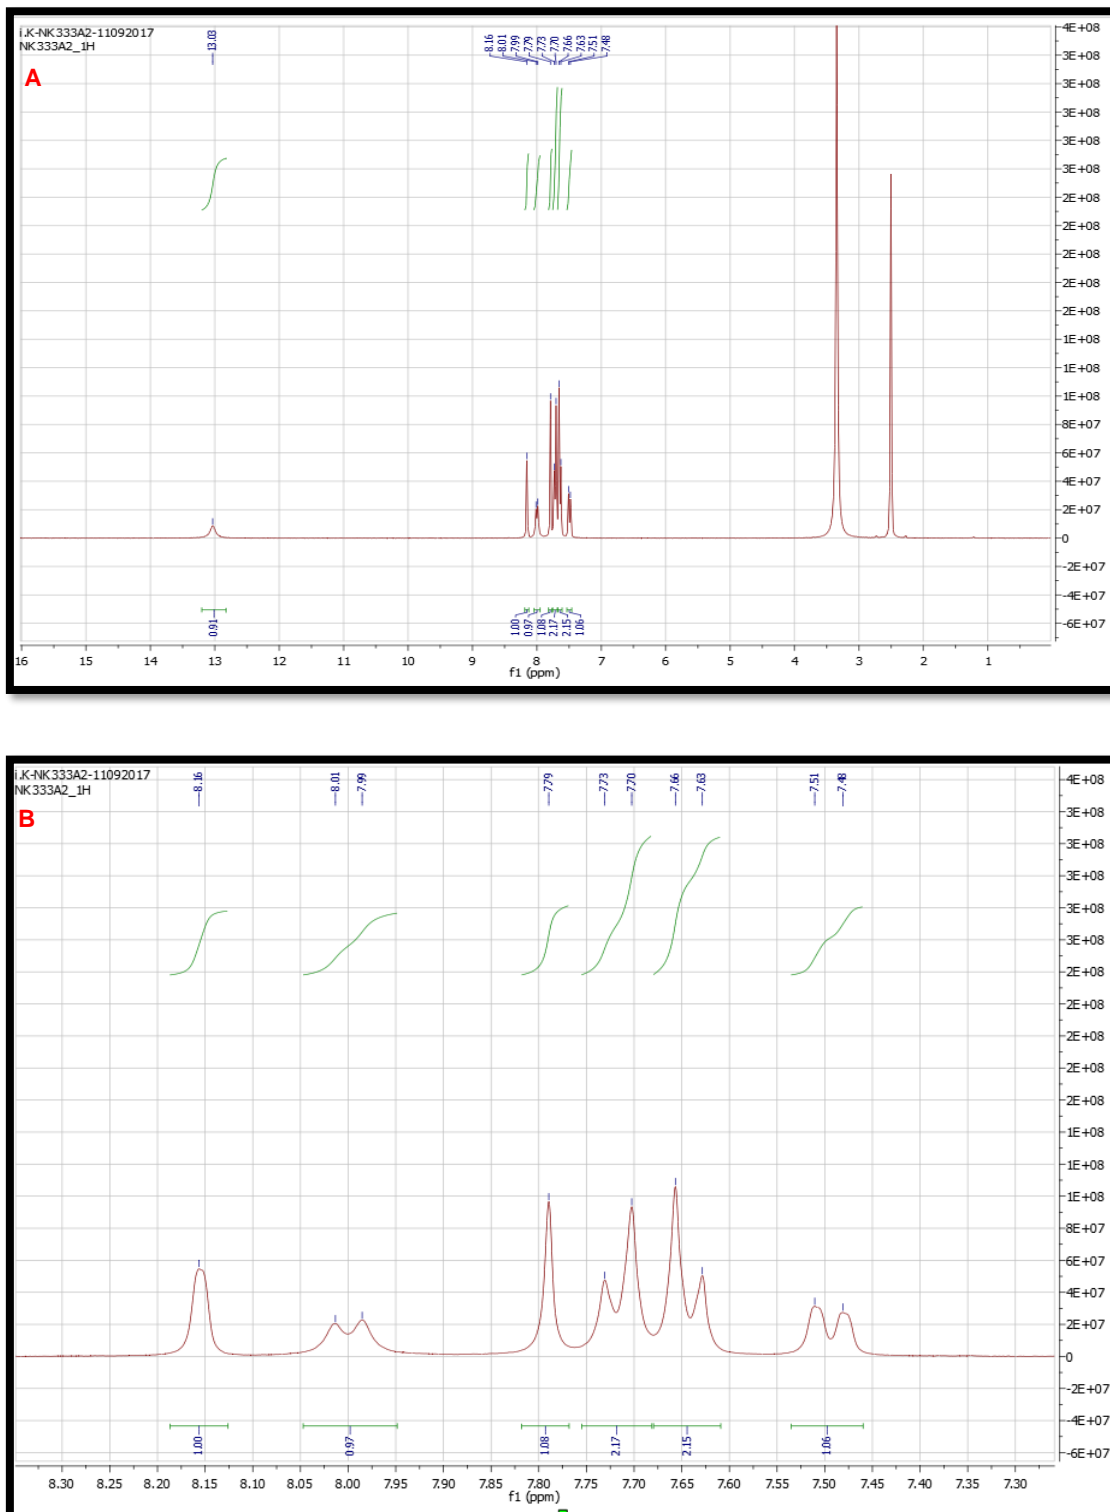 i.K-NK333A2-11092017
NK333A2_1H
A
13.03
8.16
8.01
7.99
7.79
7.73
7.70
7.66
7.63
7.51
7.48
4E+08
3E+08
3E+08
3E+08
3E+08
3E+08
2E+08
2E+08
2E+08
2E+08
2E+08
1E+08
1E+08
1E+08
8E+07
6E+07
4E+07
2E+07
0
-2E+07
-4E+07
-6E+07
0.91
1.00
0.97
1.08
2.17
2.15
1.06
16 15 14 13 12 11 10 9 8 7 6 5 4 3 2 1
f1 (ppm)
i.K-NK333A2-11092017
NK333A2_1H
B
8.16
8.01
7.99
7.79
7.73
7.70
7.66
7.63
7.51
7.48
4E+08
3E+08
3E+08
3E+08
3E+08
3E+08
2E+08
2E+08
2E+08
2E+08
2E+08
1E+08
1E+08
1E+08
8E+07
6E+07
4E+07
2E+07
0
-2E+07
-4E+07
-6E+07
1.00
0.97
1.08
2.17
2.15
1.06
8.30 8.25 8.20 8.15 8.10 8.05 8.00 7.95 7.90 7.85 7.80 7.75 7.70 7.65 7.60 7.55 7.50 7.45 7.40 7.35 7.30
f1 (ppm)